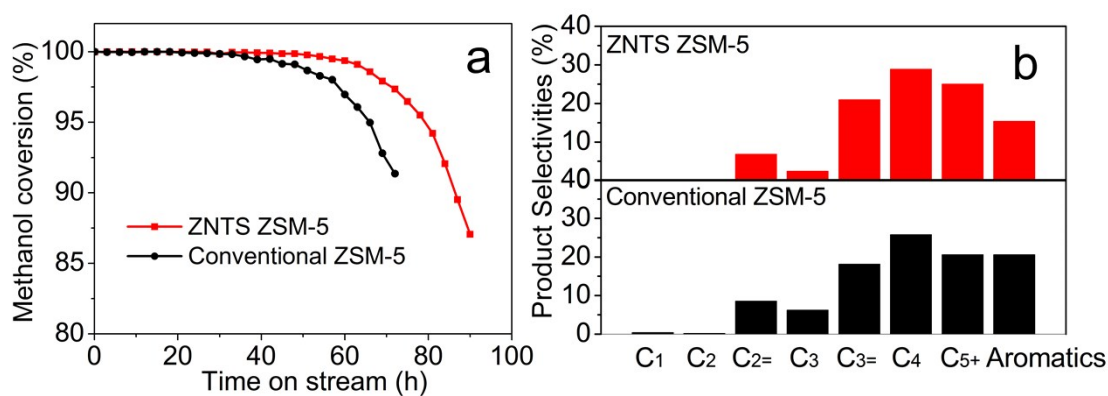 a
Methanol coversion (%)
100
95
90
85
80
ZNTS ZSM-5
Conventional ZSM-5
0 20 40 60 80 100
Time on stream (h)
b
Product Selectivities (%)
40
30
20
10
ZNTS ZSM-5
40
30
20
10
0
Conventional ZSM-5
C1 C2 C2= C3 C3= C4 C5+ Aromatics